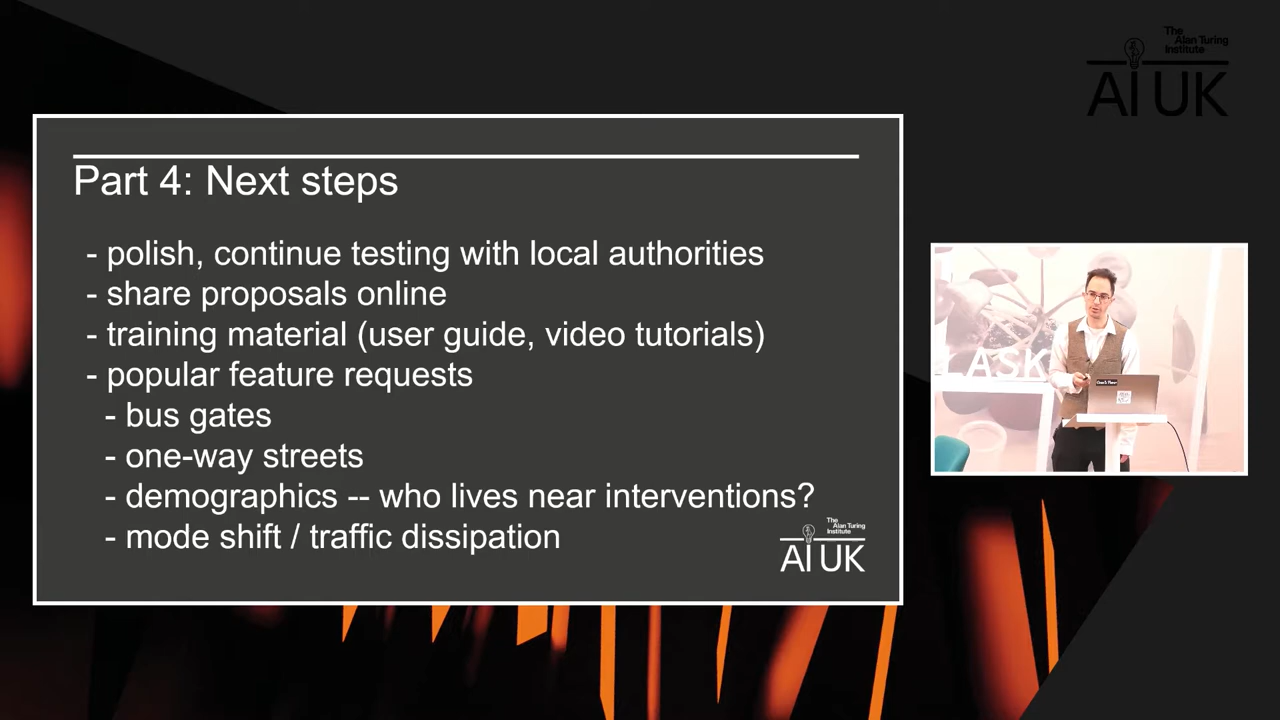 The
Alan Turing
Institute
AI UK
Part 4: Next steps
- polish, continue testing with local authorities
- share proposals online
- training material (user guide, video tutorials)
- popular feature requests
- bus gates
- one-way streets
- demographics -- who lives near interventions?
- mode shift / traffic dissipation
The
Alan Turing
Institute
AI UK
ASK